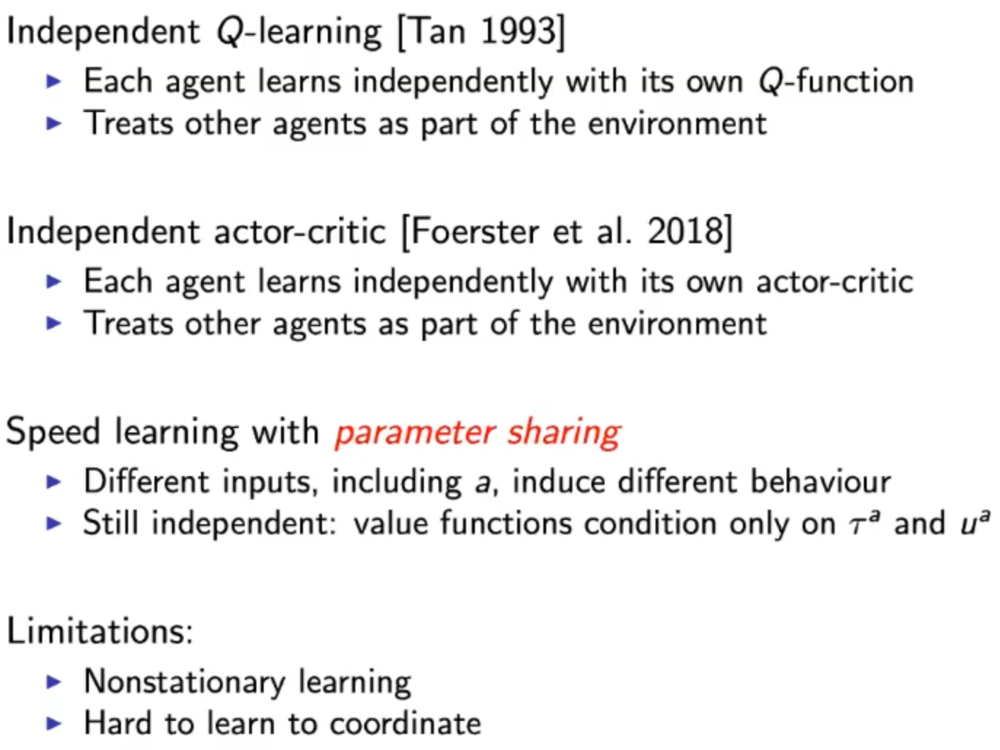 Independent Q-learning [Tan 1993]
▶ Each agent learns independently with its own Q-function
▶ Treats other agents as part of the environment
Independent actor-critic [Foerster et al. 2018]
▶ Each agent learns independently with its own actor-critic
▶ Treats other agents as part of the environment
Speed learning with parameter sharing
▶ Different inputs, including a, induce different behaviour
▶ Still independent: value functions condition only on τᵃ and uᵃ
Limitations:
▶ Nonstationary learning
▶ Hard to learn to coordinate